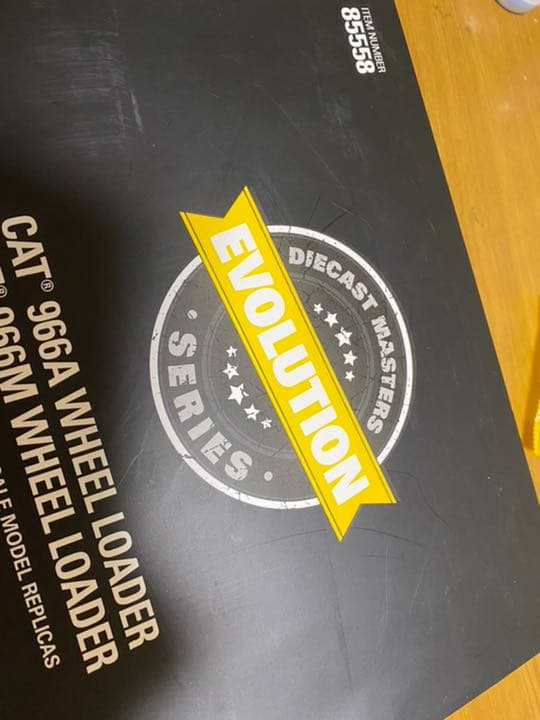 ITEM NUMBER
85558
DIECAST MASTERS
EVOLUTION
SERIES
CAT® 966A WHEEL LOADER
® 966M WHEEL LOADER
MODEL REPLICAS